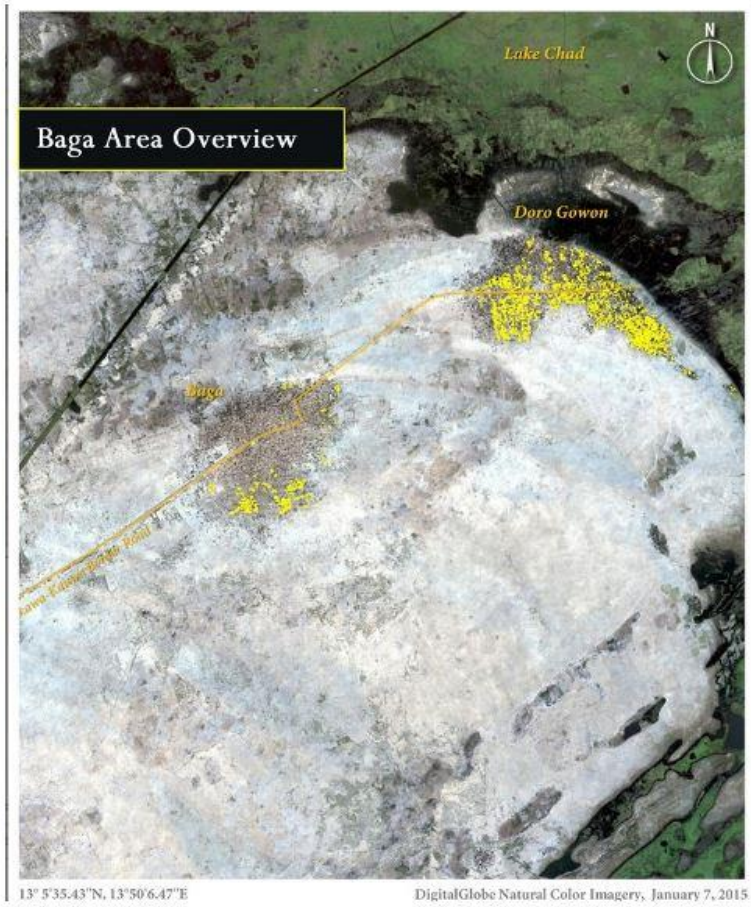 N
Lake Chad
Baga Area Overview
Doro Gowon
Baga
Road
13° 5'35.43"N, 13°50'6.47"E
DigitalGlobe Natural Color Imagery, January 7, 2015